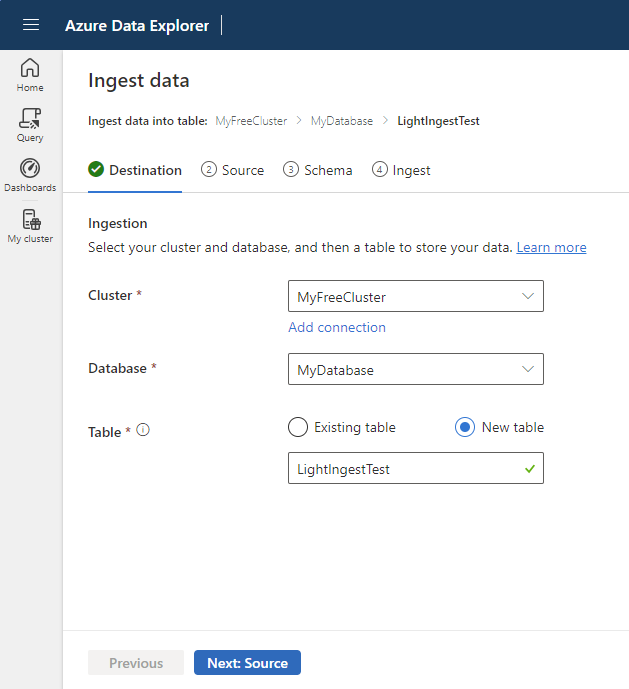 Azure Data Explorer
Home
Query
Dashboards
My cluster
Ingest data
Ingest data into table: MyFreeCluster > MyDatabase > LightIngestTest
Destination 2 Source 3 Schema 4 Ingest
Ingestion
Select your cluster and database, and then a table to store your data. Learn more
Cluster * MyFreeCluster
Add connection
Database * MyDatabase
Table * Existing table New table
LightIngestTest
Previous Next: Source